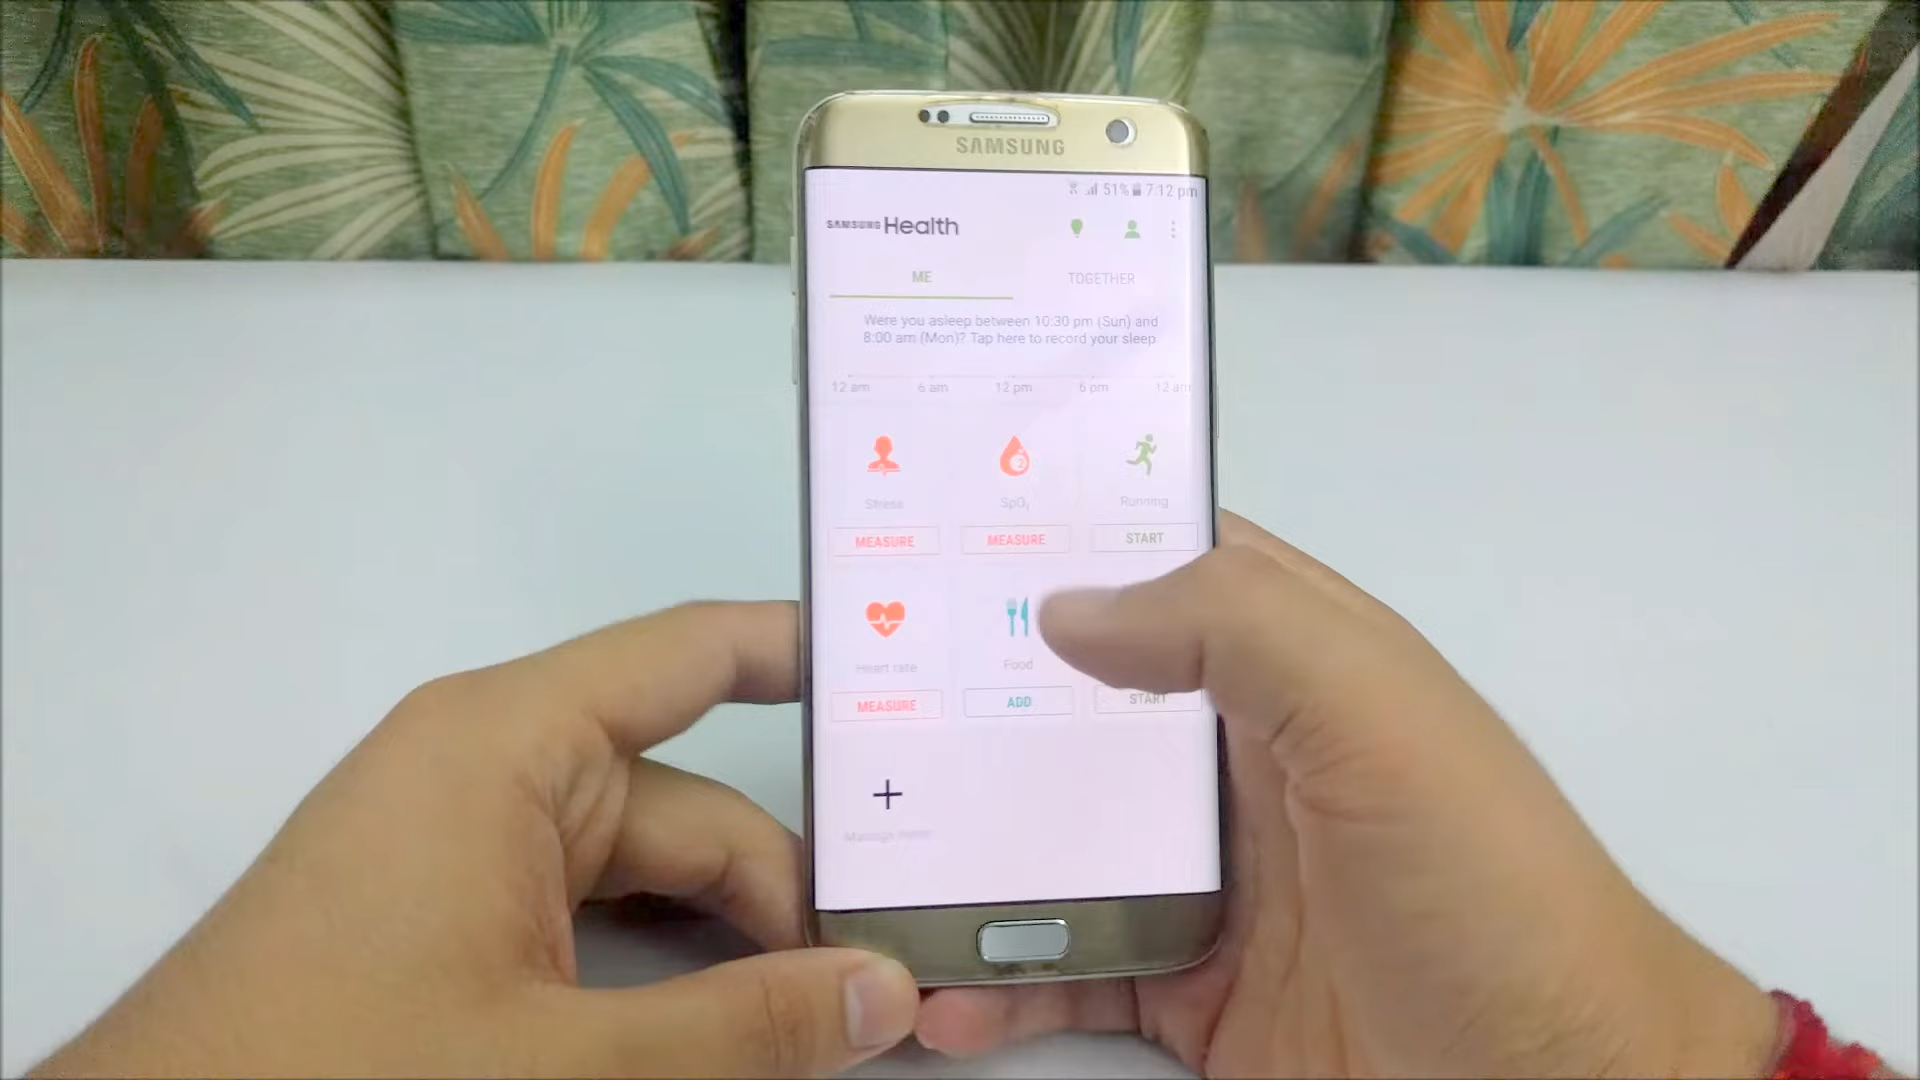 SAMSUNG
51% 7:12 pm
SAMSUNG Health
ME
TOGETHER
Were you asleep between 10:30 pm (Sun) and
8:00 am (Mon)? Tap here to record your sleep
12 am 6 am 12 pm 6 pm 12 am
Stress
SpO₂
Running
MEASURE
MEASURE
START
Heart rate
Food
MEASURE
ADD
START
Manage